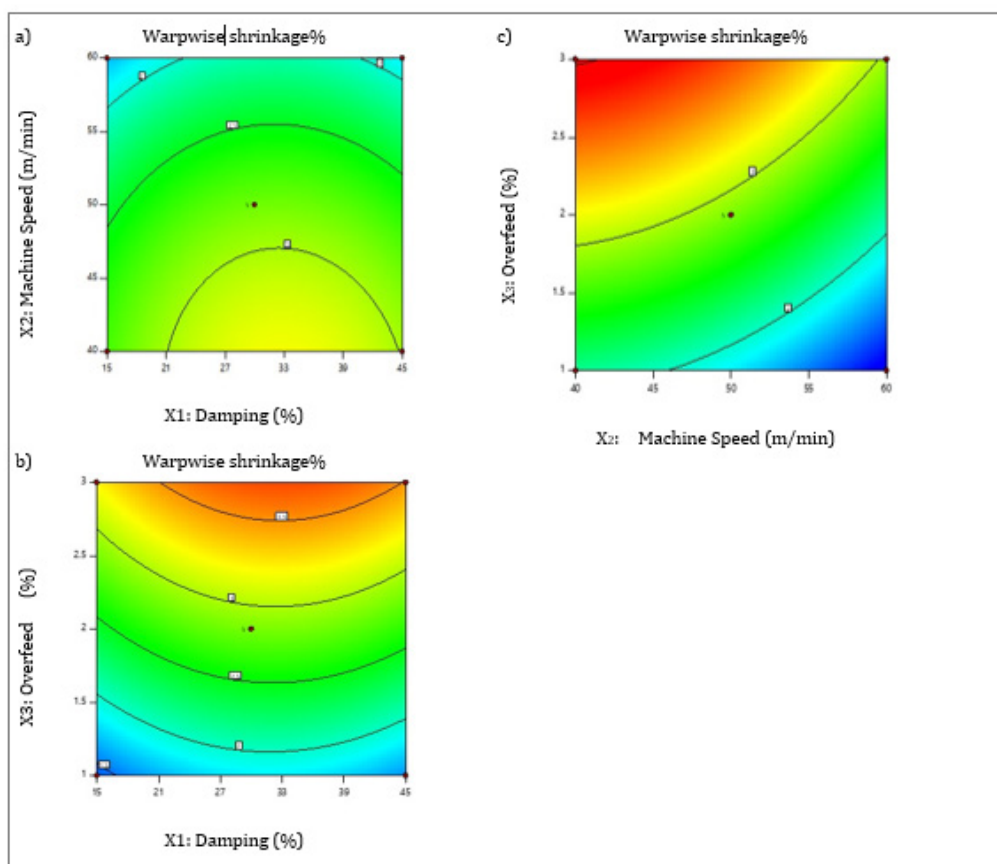 a)
Warpwise shrinkage%
X2: Machine Speed (m/min)
60
55
50
45
40
15 21 27 33 39 45
X1: Damping (%)
b)
Warpwise shrinkage%
X3: Overfeed (%)
3
2.5
2
1.5
1
15 21 27 33 39 45
X1: Damping (%)
c)
Warpwise shrinkage%
X3: Overfeed (%)
3
2.5
2
1.5
1
40 45 50 55 60
X2: Machine Speed (m/min)